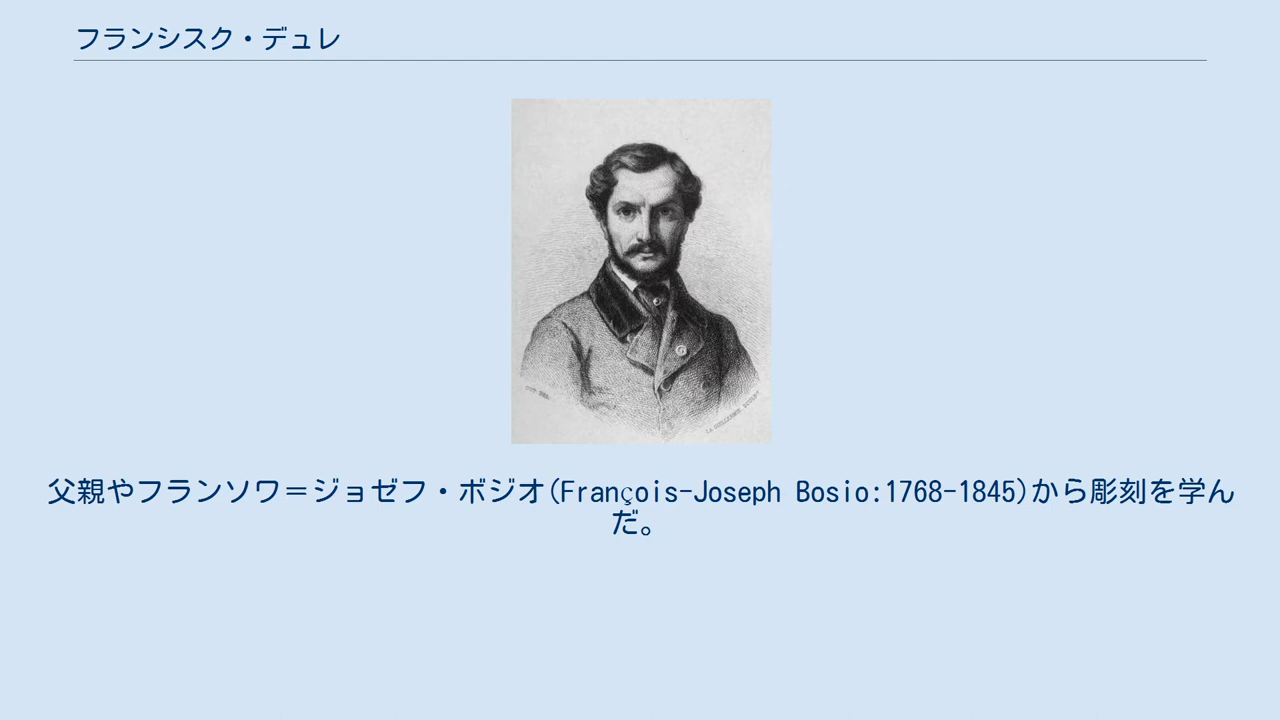 フランシスク・デュレ
父親やフランソワ＝ジョゼフ・ボジオ(François-Joseph Bosio:1768-1845)から彫刻を学ん
だ。